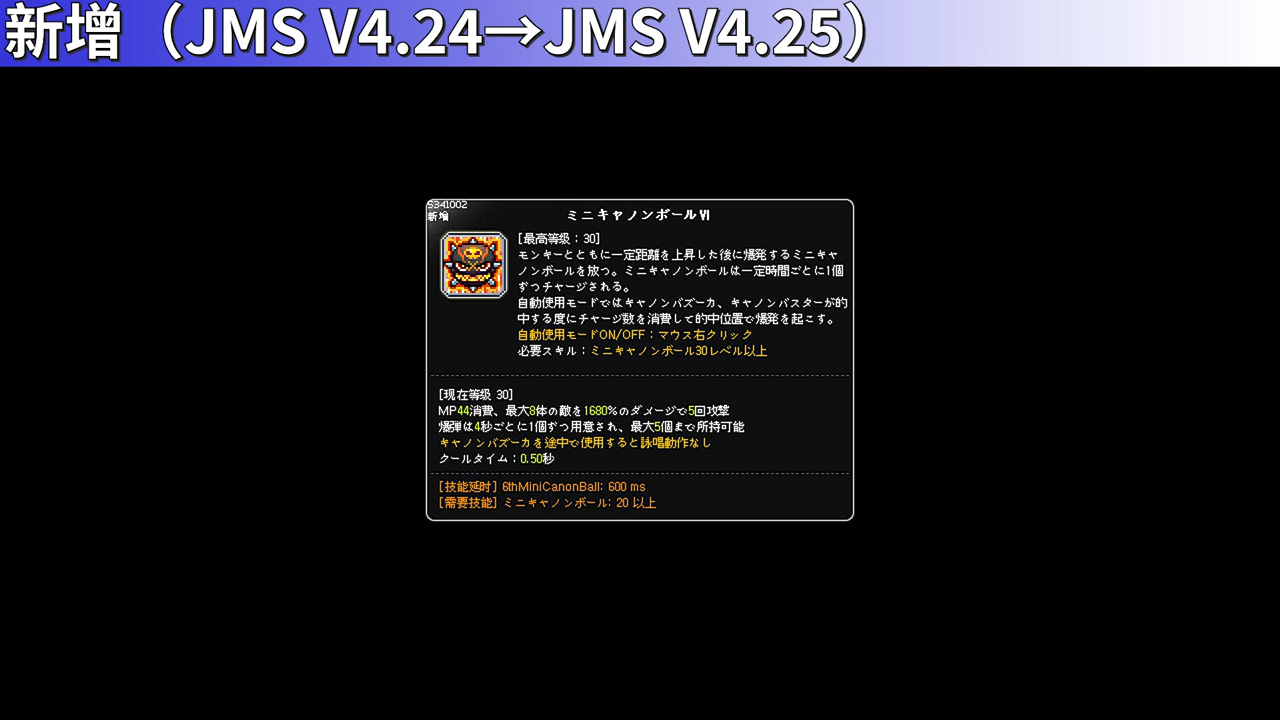 新増（JMS V4.24→JMS V4.25）
5341002
新增
ミニキャノンボールⅥ
[最高等級：30]
モンキーとともに一定距離を上昇した後に爆発するミニキャ
ノンボールを放つ。ミニキャノンボールは一定時間ごとに1個
ずつチャージされる。
自動使用モードではキャノンバズーカ、キャノンバスターが的
中する度にチャージ数を消費して的中位置で爆発を起こす。
自動使用モードON/OFF：マウス右クリック
必要スキル：ミニキャノンボール30レベル以上
[現在等級 30]
MP44消費、最大8体の敵を1680%のダメージで5回攻撃
爆弾は4秒ごとに1個ずつ用意され、最大5個まで所持可能
キャノンバズーカを途中で使用すると詠唱動作なし
クールタイム：0.50秒
[技能延时] 6thMiniCanonBall: 600 ms
[需要技能] ミニキャノンボール: 20 以上